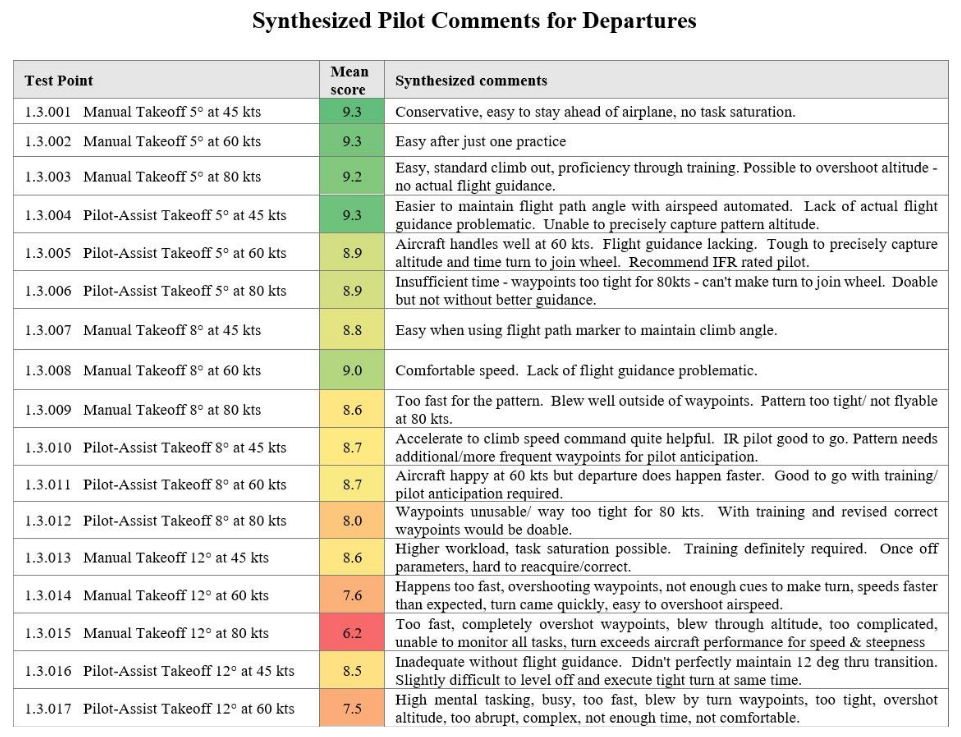 Synthesized Pilot Comments for Departures
Test Point
Mean
score
Synthesized comments
1.3.001 Manual Takeoff 5° at 45 kts
9.3
Conservative, easy to stay ahead of airplane, no task saturation.
1.3.002 Manual Takeoff 5° at 60 kts
9.3
Easy after just one practice
1.3.003 Manual Takeoff 5° at 80 kts
9.2
Easy, standard climb out, proficiency through training. Possible to overshoot altitude -
no actual flight guidance.
1.3.004 Pilot-Assist Takeoff 5° at 45 kts
9.3
Easier to maintain flight path angle with airspeed automated. Lack of actual flight
guidance problematic. Unable to precisely capture pattern altitude.
1.3.005 Pilot-Assist Takeoff 5° at 60 kts
8.9
Aircraft handles well at 60 kts. Flight guidance lacking. Tough to precisely capture
altitude and time turn to join wheel. Recommend IFR rated pilot.
1.3.006 Pilot-Assist Takeoff 5° at 80 kts
8.9
Insufficient time - waypoints too tight for 80kts - can't make turn to join wheel. Doable
but not without better guidance.
1.3.007 Manual Takeoff 8° at 45 kts
8.8
Easy when using flight path marker to maintain climb angle.
1.3.008 Manual Takeoff 8° at 60 kts
9.0
Comfortable speed. Lack of flight guidance problematic.
1.3.009 Manual Takeoff 8° at 80 kts
8.6
Too fast for the pattern. Blew well outside of waypoints. Pattern too tight/ not flyable
at 80 kts.
1.3.010 Pilot-Assist Takeoff 8° at 45 kts
8.7
Accelerate to climb speed command quite helpful. IR pilot good to go. Pattern needs
additional/more frequent waypoints for pilot anticipation.
1.3.011 Pilot-Assist Takeoff 8° at 60 kts
8.7
Aircraft happy at 60 kts but departure does happen faster. Good to go with training/
pilot anticipation required.
1.3.012 Pilot-Assist Takeoff 8° at 80 kts
8.0
Waypoints unusable/ way too tight for 80 kts. With training and revised correct
waypoints would be doable.
1.3.013 Manual Takeoff 12° at 45 kts
8.6
Higher workload, task saturation possible. Training definitely required. Once off
parameters, hard to reacquire/correct.
1.3.014 Manual Takeoff 12° at 60 kts
7.6
Happens too fast, overshooting waypoints, not enough cues to make turn, speeds faster
than expected, turn came quickly, easy to overshoot airspeed.
1.3.015 Manual Takeoff 12° at 80 kts
6.2
Too fast, completely overshot waypoints, blew through altitude, too complicated,
unable to monitor all tasks, turn exceeds aircraft performance for speed & steepness
1.3.016 Pilot-Assist Takeoff 12° at 45 kts
8.5
Inadequate without flight guidance. Didn't perfectly maintain 12 deg thru transition.
Slightly difficult to level off and execute tight turn at same time.
1.3.017 Pilot-Assist Takeoff 12° at 60 kts
7.5
High mental tasking, busy, too fast, blew by turn waypoints, too tight, overshot
altitude, too abrupt, complex, not enough time, not comfortable.